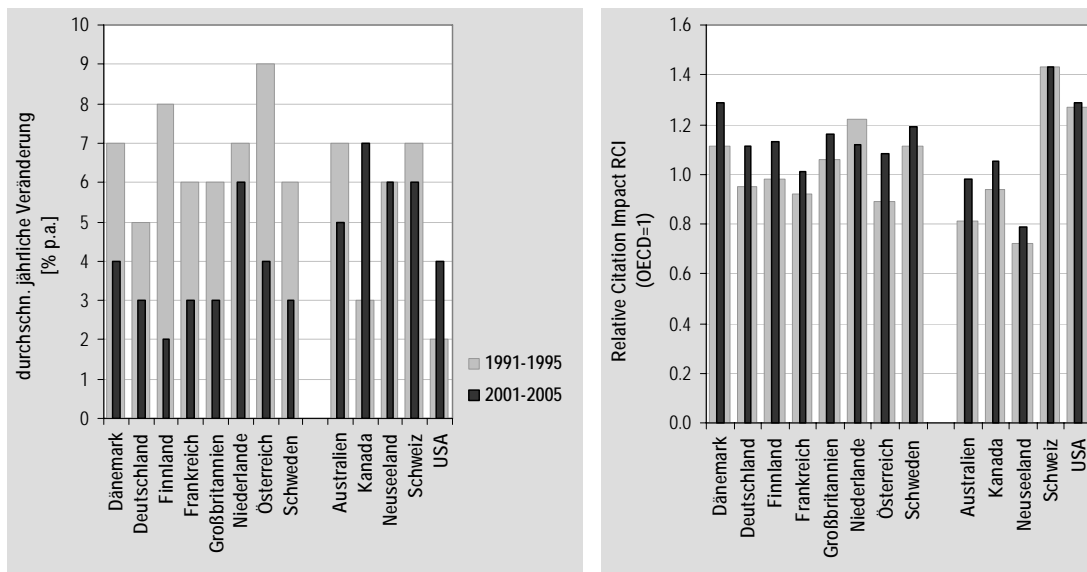 durchschn. jährliche Veränderung
[% p.a.]
10
9
8
7
6
5
4
3
2
1
0
Dänemark
Deutschland
Finnland
Frankreich
Großbritannien
Niederlande
Österreich
Schweden
Australien
Kanada
Neuseeland
Schweiz
USA
1991-1995
2001-2005
Relative Citation Impact RCI
(OECD=1)
1.6
1.4
1.2
1.0
0.8
0.6
0.4
0.2
0.0
Dänemark
Deutschland
Finnland
Frankreich
Großbritannien
Niederlande
Österreich
Schweden
Australien
Kanada
Neuseeland
Schweiz
USA